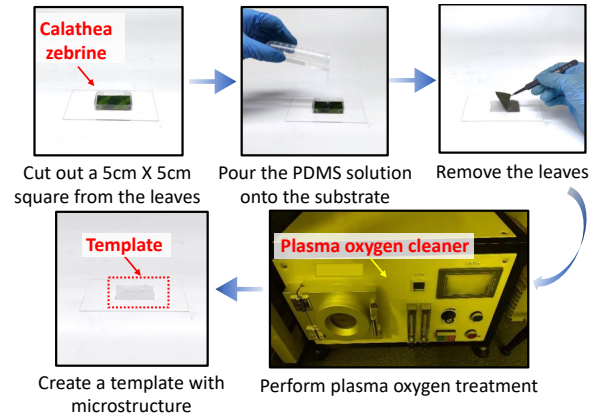 Calathea
zebrine
Cut out a 5cm X 5cm
square from the leaves
Pour the PDMS solution
onto the substrate
Remove the leaves
Template
Plasma oxygen cleaner
Create a template with
microstructure
Perform plasma oxygen treatment